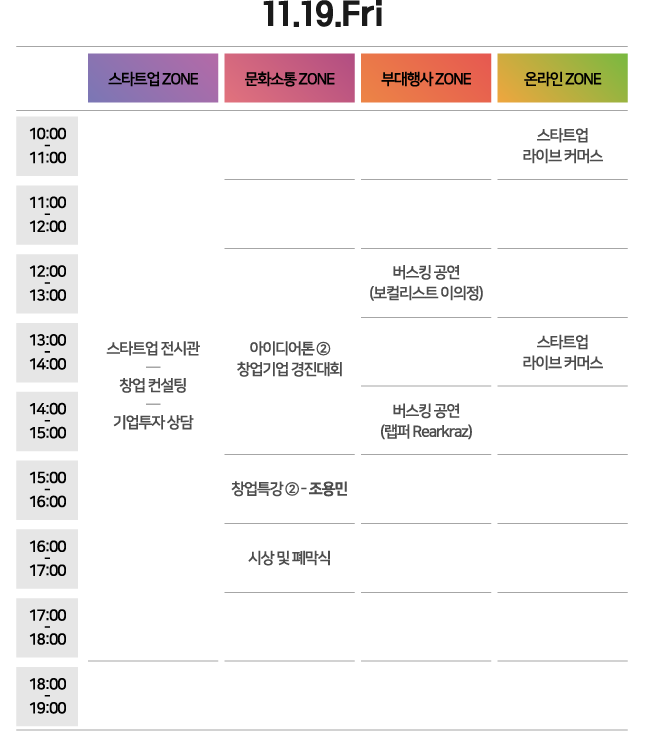 11.19.Fri
스타트업 ZONE
문화소통 ZONE
부대행사 ZONE
온라인 ZONE
10:00
-
11:00
스타트업
라이브 커머스
11:00
-
12:00
12:00
-
13:00
버스킹 공연
(보컬리스트 이의정)
13:00
-
14:00
스타트업 전시관
창업 컨설팅
기업투자 상담
아이디어톤 ②
창업기업 경진대회
스타트업
라이브 커머스
14:00
-
15:00
버스킹 공연
(랩퍼 Rearkraz)
15:00
-
16:00
창업특강 ② - 조용민
16:00
-
17:00
시상 및 폐막식
17:00
-
18:00
18:00
-
19:00